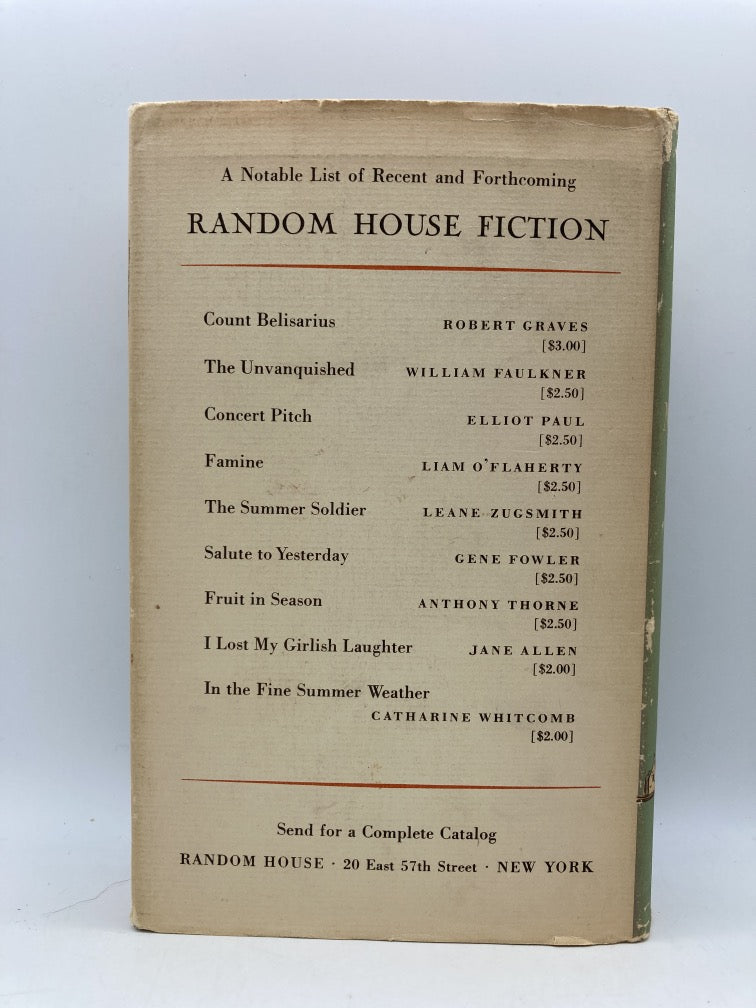 A Notable List of Recent and Forthcoming
RANDOM HOUSE FICTION
Count Belisarius ROBERT GRAVES
[$3.00]
The Unvanquished WILLIAM FAULKNER
[$2.50]
Concert Pitch ELLIOT PAUL
[$2.50]
Famine LIAM O'FLAHERTY
[$2.50]
The Summer Soldier LEANE ZUGSMITH
[$2.50]
Salute to Yesterday GENE FOWLER
[$2.50]
Fruit in Season ANTHONY THORNE
[$2.50]
I Lost My Girlish Laughter JANE ALLEN
[$2.00]
In the Fine Summer Weather
CATHARINE WHITCOMB
[$2.00]
Send for a Complete Catalog
RANDOM HOUSE · 20 East 57th Street · NEW YORK